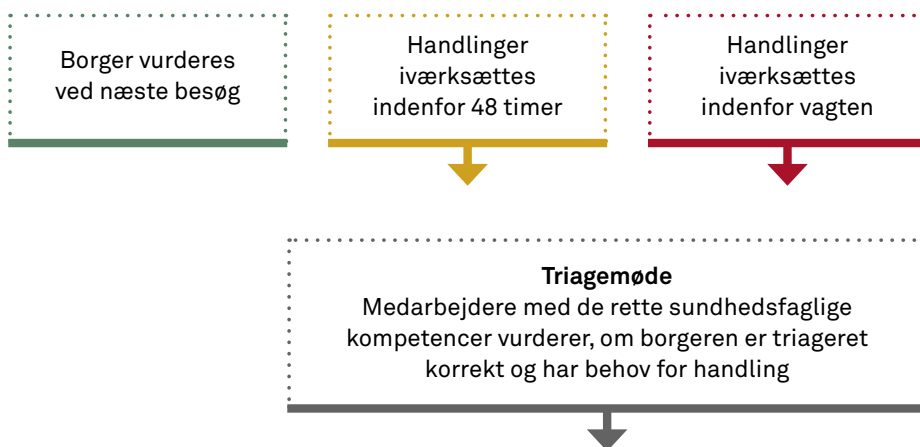 Borger vurderes
ved næste besøg
Handlinger
iværksættes
indenfor 48 timer
Handlinger
iværksættes
indenfor vagten
Triagemøde
Medarbejdere med de rette sundhedsfaglige
kompetencer vurderer, om borgeren er triageret
korrekt og har behov for handling